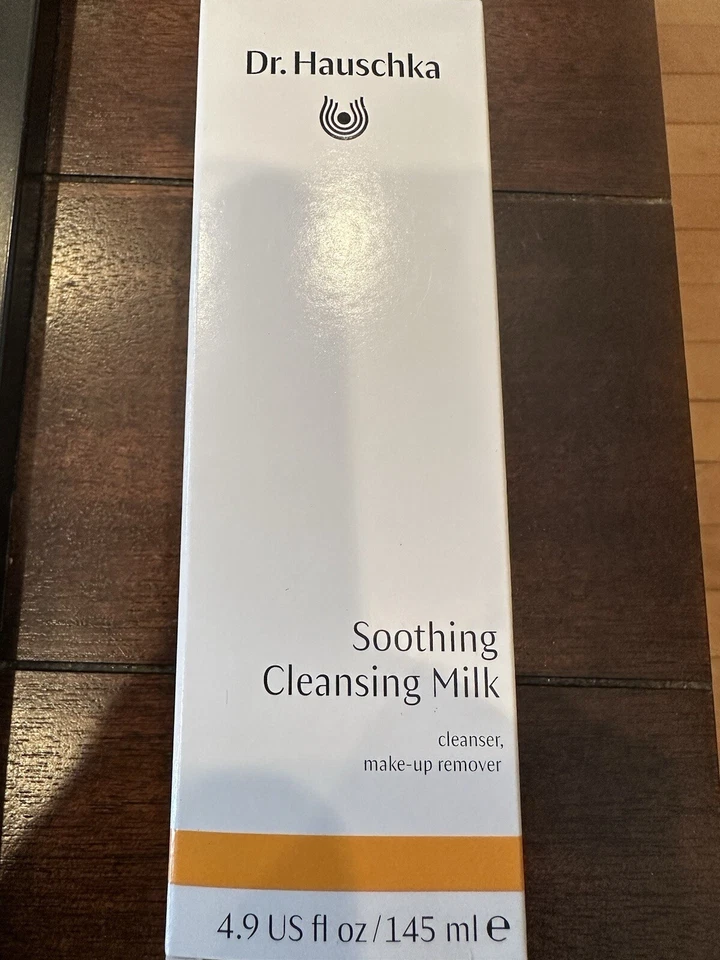 Dr. Hauschka
Soothing
Cleansing Milk
cleanser,
make-up remover
4.9 US fl oz/145 ml ℮